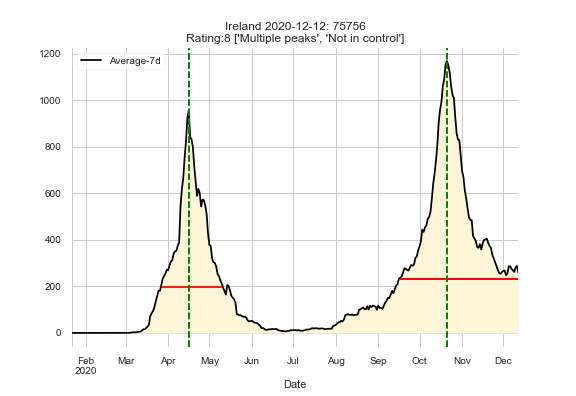 Ireland 2020-12-12: 75756
Rating:8 ['Multiple peaks', 'Not in control']
Average-7d
1200
1000
800
600
400
200
0
Feb Mar Apr May Jun Jul Aug Sep Oct Nov Dec
2020
Date